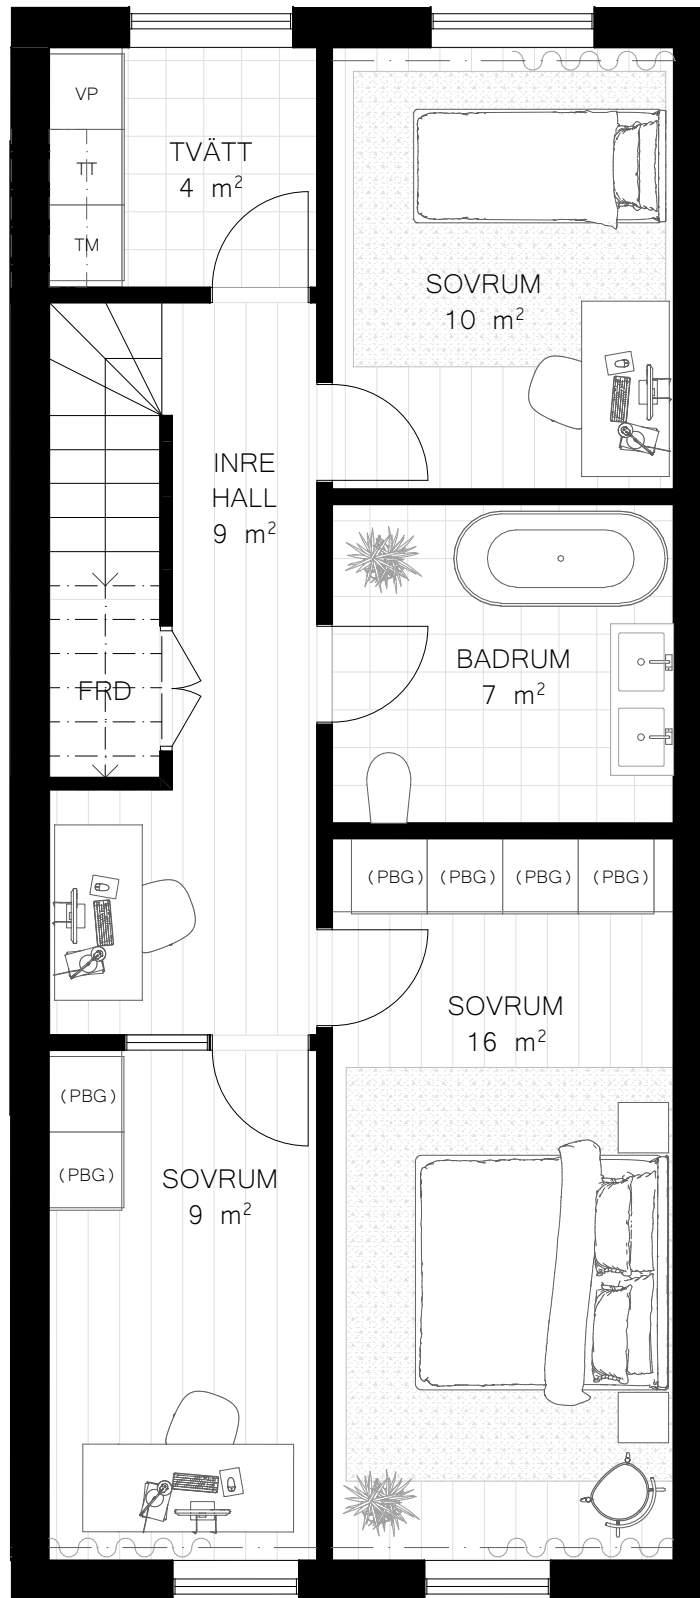 VP
TT
TM
TVÄTT
4 m²
SOVRUM
10 m²
INRE
HALL
9 m²
FRD
BADRUM
7 m²
(PBG) (PBG) (PBG) (PBG)
SOVRUM
16 m²
(PBG)
(PBG)
SOVRUM
9 m²